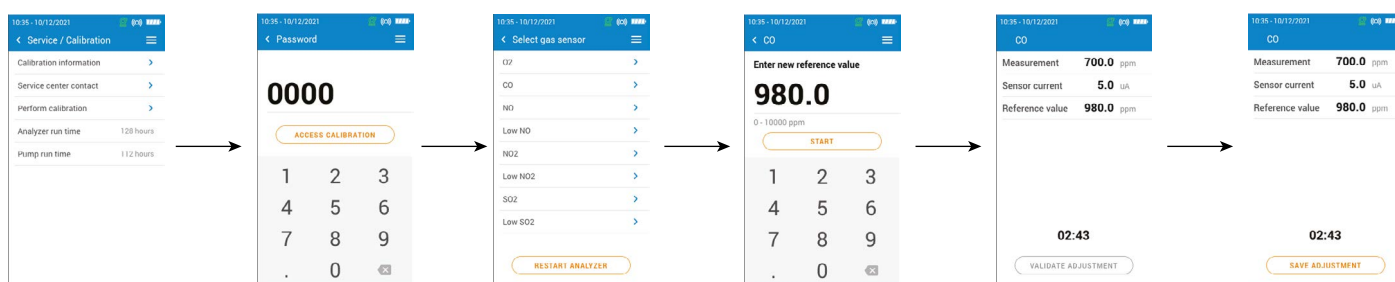 10:35 - 10/12/2021
< Service / Calibration
Calibration information >
Service center contact >
Perform calibration >
Analyzer run time 128 hours
Pump run time 112 hours
10:35 - 10/12/2021
< Password
0000
ACCESS CALIBRATION
1 2 3
4 5 6
7 8 9
. 0
10:35 - 10/12/2021
< Select gas sensor
O2 >
CO >
NO >
Low NO >
NO2 >
Low NO2 >
SO2 >
Low SO2 >
RESTART ANALYZER
10:35 - 10/12/2021
< CO
Enter new reference value
980.0
0 - 10000 ppm
START
1 2 3
4 5 6
7 8 9
. 0
10:35 - 10/12/2021
CO
Measurement 700.0 ppm
Sensor current 5.0 uA
Reference value 980.0 ppm
02:43
VALIDATE ADJUSTMENT
10:35 - 10/12/2021
CO
Measurement 700.0 ppm
Sensor current 5.0 uA
Reference value 980.0 ppm
02:43
SAVE ADJUSTMENT